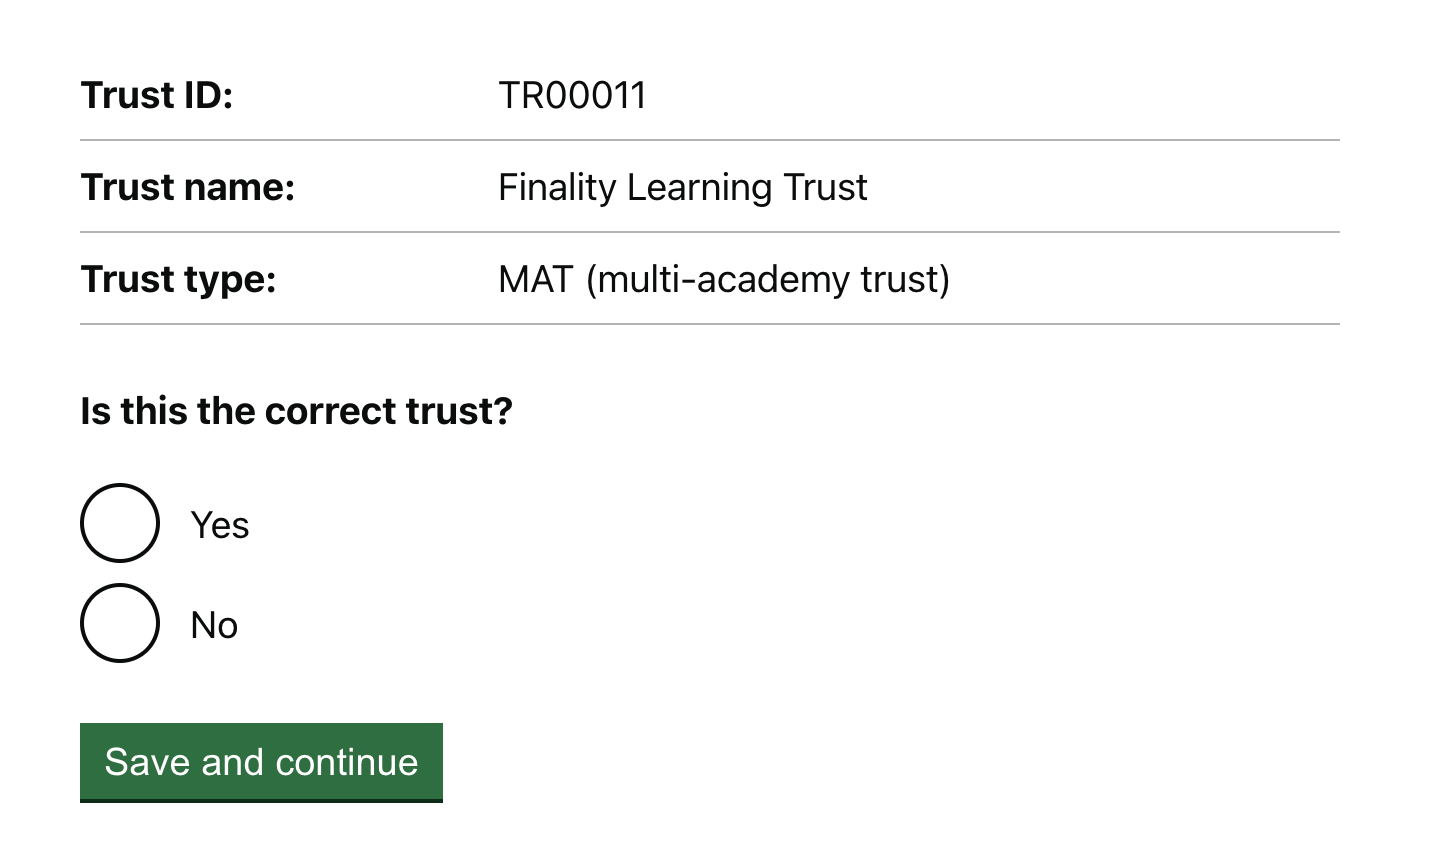 Trust ID: TR00011
Trust name: Finality Learning Trust
Trust type: MAT (multi-academy trust)
Is this the correct trust?
Yes
No
Save and continue